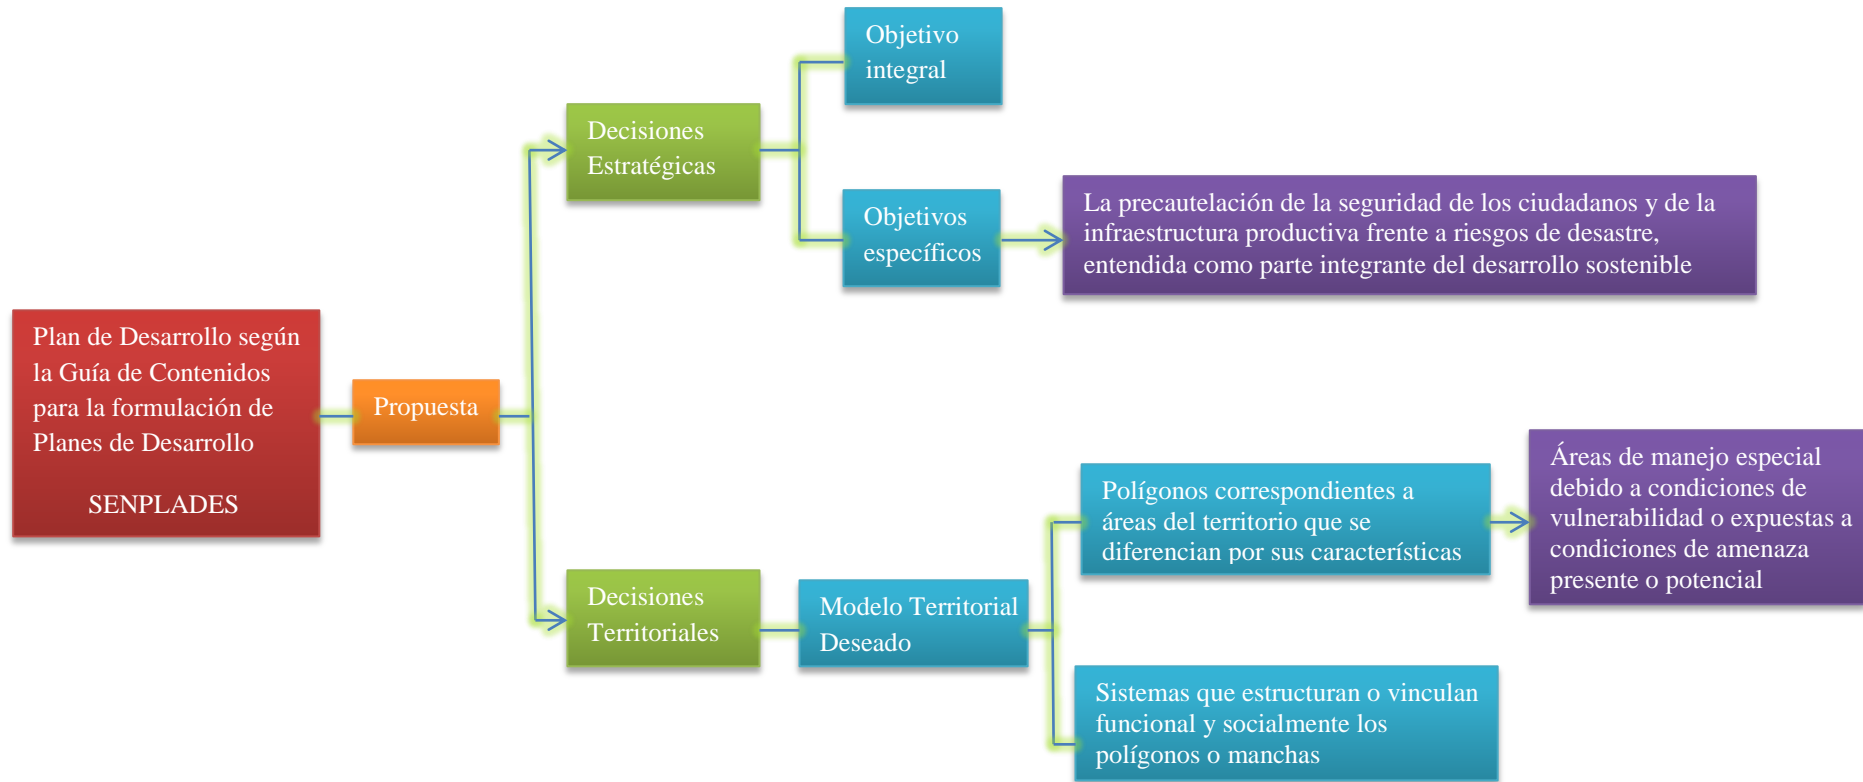 Plan de Desarrollo según
la Guía de Contenidos
para la formulación de
Planes de Desarrollo
SENPLADES
Propuesta
Decisiones
Estratégicas
Objetivo
integral
Objetivos
específicos
La precautelación de la seguridad de los ciudadanos y de la
infraestructura productiva frente a riesgos de desastre,
entendida como parte integrante del desarrollo sostenible
Decisiones
Territoriales
Modelo Territorial
Deseado
Polígonos correspondientes a
áreas del territorio que se
diferencian por sus características
Áreas de manejo especial
debido a condiciones de
vulnerabilidad o expuestas a
condiciones de amenaza
presente o potencial
Sistemas que estructuran o vinculan
funcional y socialmente los
polígonos o manchas